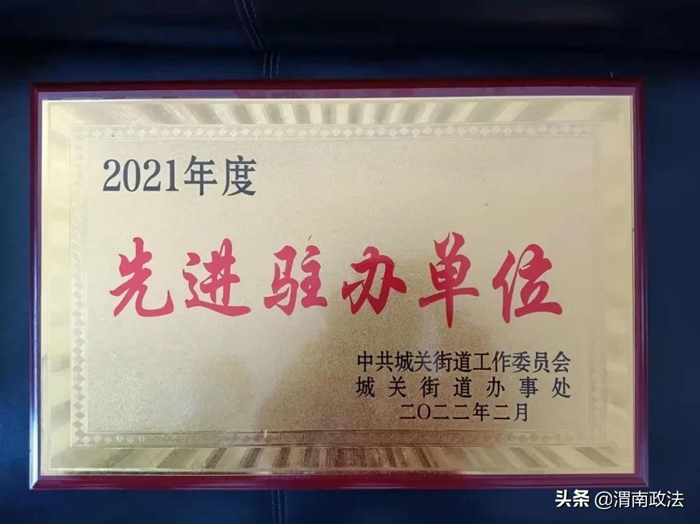 2021年度
先进驻办单位
中共城关街道工作委员会
城关街道办事处
二〇二二年二月
头条 @渭南政法